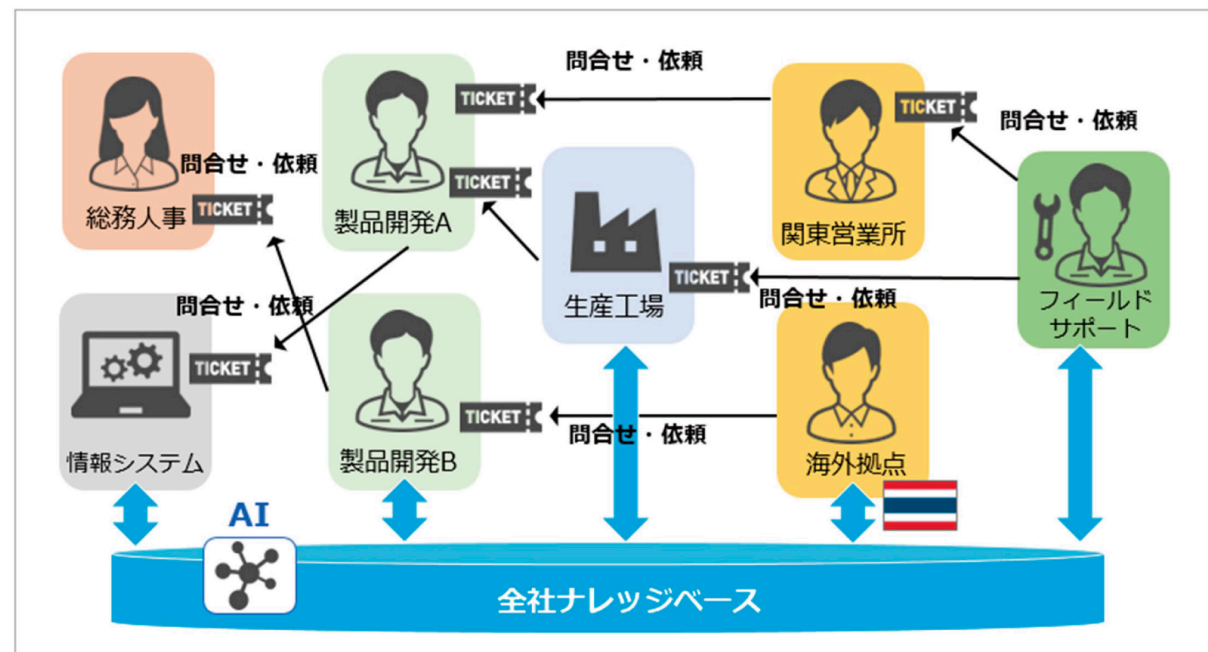 問合せ・依頼
TICKET
TICKET
問合せ・依頼
問合せ・依頼
TICKET
TICKET
総務人事
製品開発A
関東営業所
TICKET
問合せ・依頼
問合せ・依頼
生産工場
フィールド
サポート
TICKET
TICKET
問合せ・依頼
情報システム
製品開発B
海外拠点
AI
全社ナレッジベース